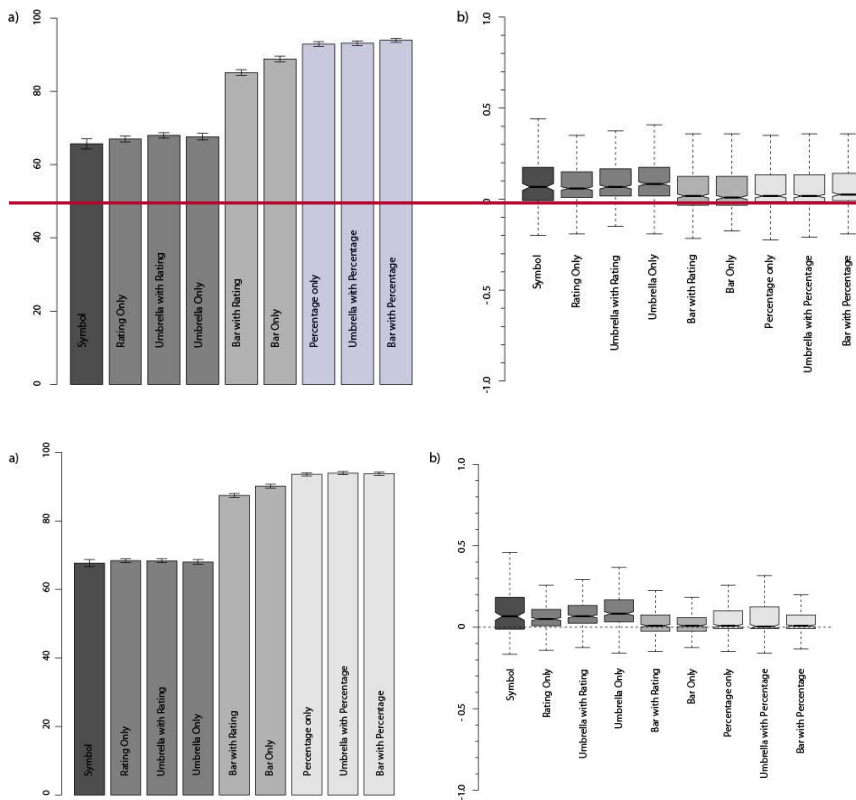 a)
100
80
60
40
20
0
Symbol
Rating Only
Umbrella with Rating
Umbrella Only
Bar with Rating
Bar Only
Percentage only
Umbrella with Percentage
Bar with Percentage
b)
1.0
0.5
0
- 0.5
-1.0
Symbol
Rating Only
Umbrella with Rating
Umbrella Only
Bar with Rating
Bar Only
Percentage only
Umbrella with Percentage
Bar with Percentage
a)
100
80
60
40
20
0
Symbol
Rating Only
Umbrella with Rating
Umbrella Only
Bar with Rating
Bar Only
Percentage only
Umbrella with Percentage
Bar with Percentage
b)
1.0
0.5
0
-0.5
-1.0
Symbol
Rating Only
Umbrella with Rating
Umbrella Only
Bar with Rating
Bar Only
Percentage only
Umbrella with Percentage
Bar with Percentage